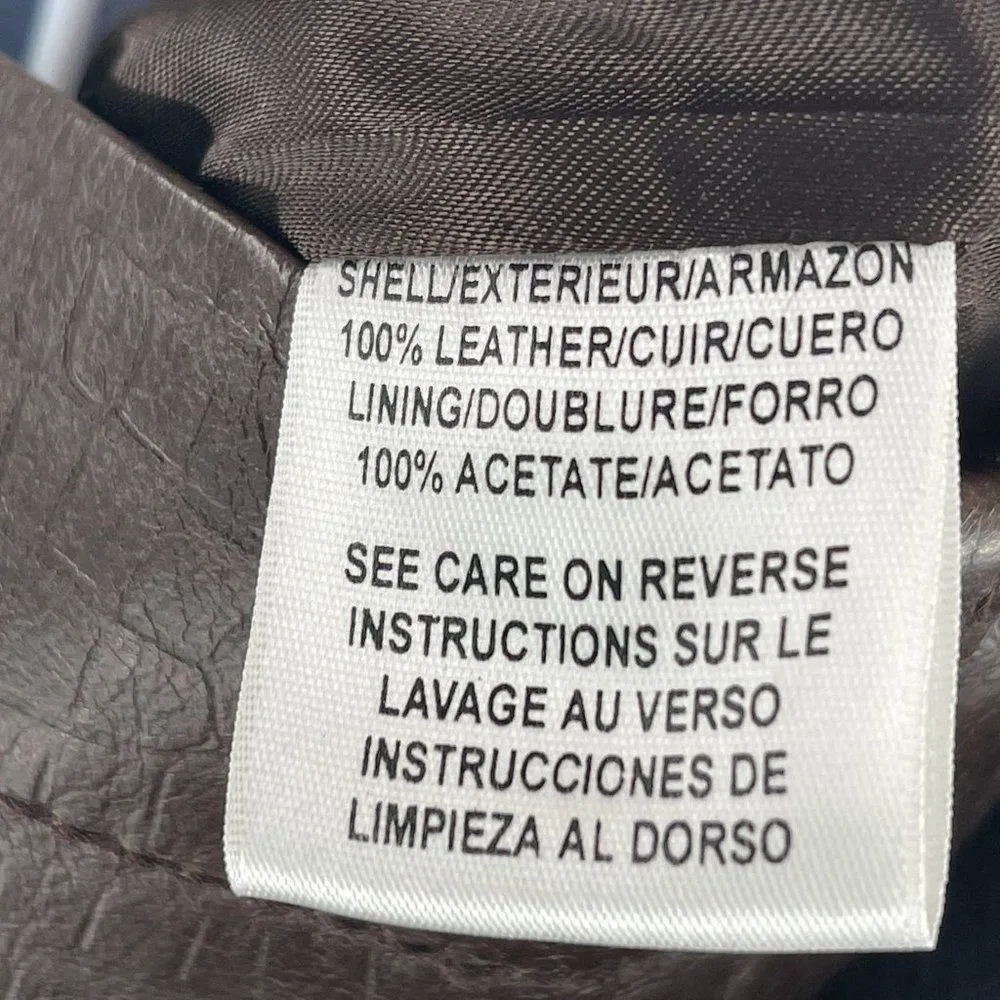 SHELL/EXTERIEUR/ARMAZON
100% LEATHER/CUIR/CUERO
LINING/DOUBLURE/FORRO
100% ACETATE/ACETATO
SEE CARE ON REVERSE
INSTRUCTIONS SUR LE
LAVAGE AU VERSO
INSTRUCCIONES DE
LIMPIEZA AL DORSO